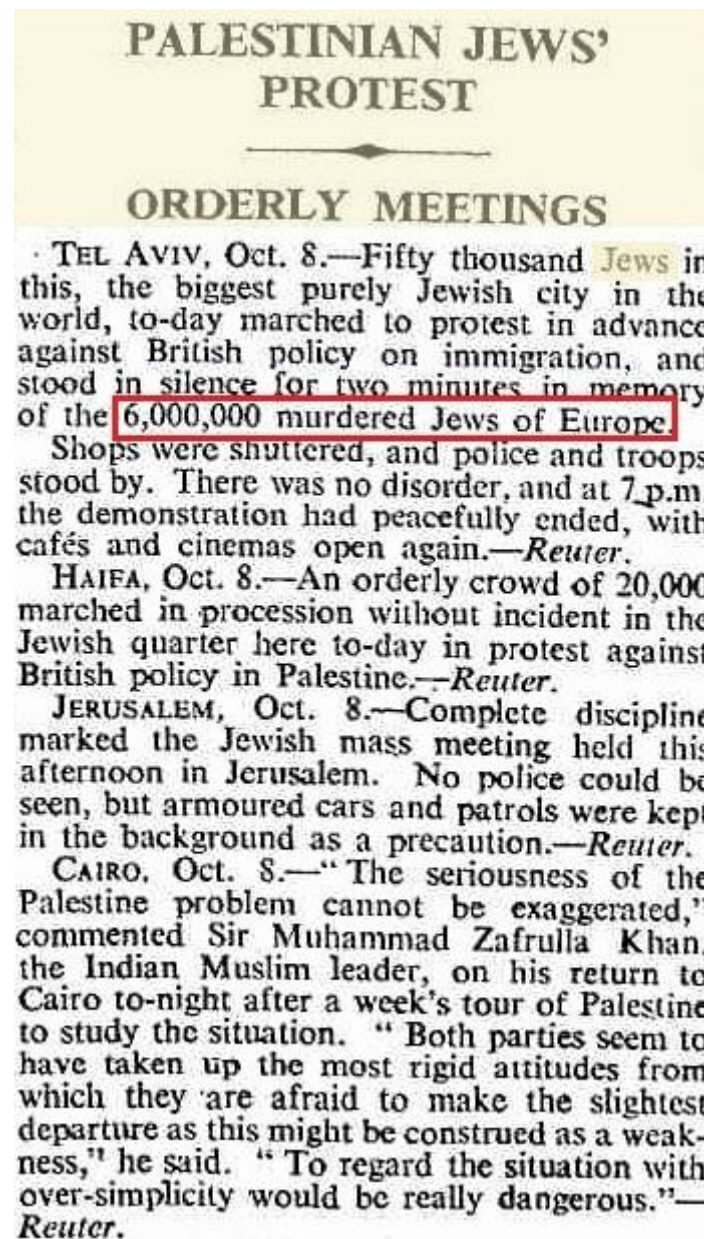 PALESTINIAN JEWS'
PROTEST
ORDERLY MEETINGS
TEL AVIV, Oct. 8.—Fifty thousand Jews in
this, the biggest purely Jewish city in the
world, to-day marched to protest in advance
against British policy on immigration, and
stood in silence for two minutes in memory
of the 6,000,000 murdered Jews of Europe.
Shops were shuttered, and police and troops
stood by. There was no disorder, and at 7 p.m.
the demonstration had peacefully ended, with
cafés and cinemas open again.—Reuter.
HAIFA, Oct. 8.—An orderly crowd of 20,000
marched in procession without incident in the
Jewish quarter here to-day in protest against
British policy in Palestine.—Reuter.
JERUSALEM, Oct. 8.—Complete discipline
marked the Jewish mass meeting held this
afternoon in Jerusalem. No police could be
seen, but armoured cars and patrols were kept
in the background as a precaution.—Reuter.
CAIRO, Oct. 8.—“The seriousness of the
Palestine problem cannot be exaggerated,”
commented Sir Muhammad Zafrulla Khan,
the Indian Muslim leader, on his return to
Cairo to-night after a week's tour of Palestine
to study the situation. “Both parties seem to
have taken up the most rigid attitudes from
which they are afraid to make the slightest
departure as this might be construed as a weak-
ness,” he said. “To regard the situation with
over-simplicity would be really dangerous.”—
Reuter.